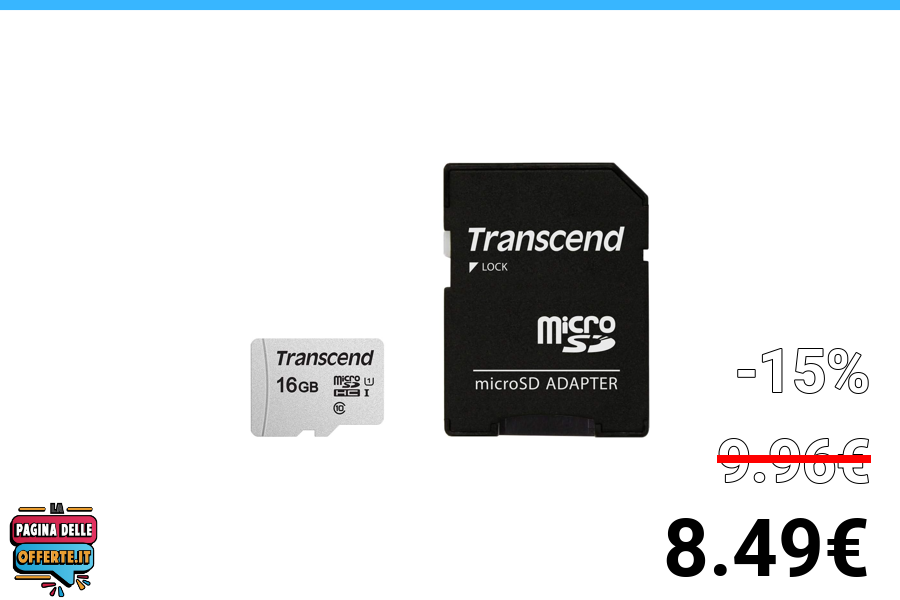 Transcend
LOCK
micro
SD
microSD ADAPTER
Transcend
16GB
micro
SD
HC I
1
10
-15%
9.96€
8.49€
LA
PAGINA DELLE
OFFERTE.IT